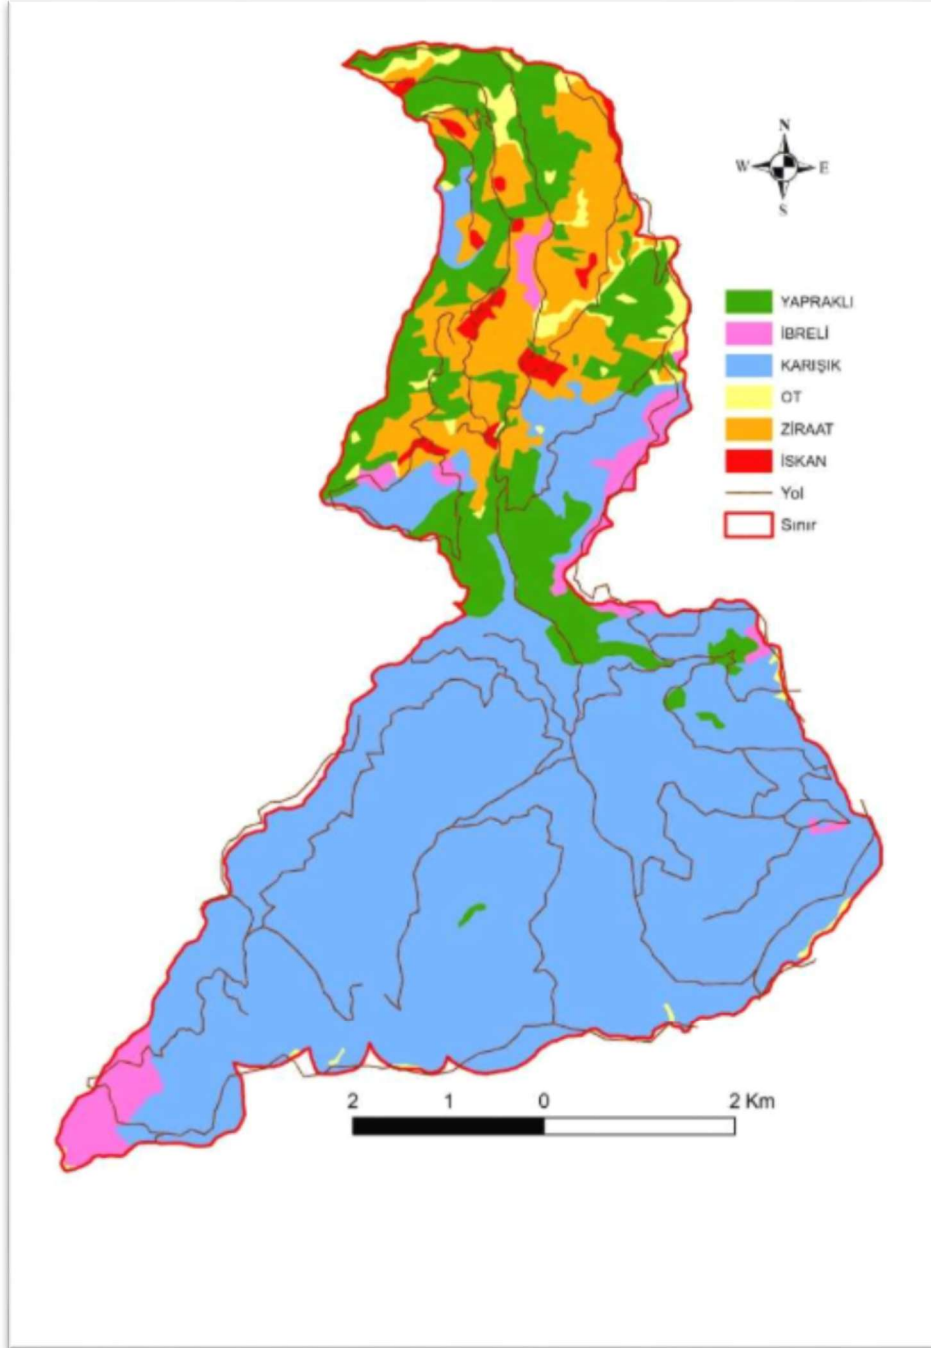 N
W E
S
YAPRAKLI
İBRELİ
KARIŞIK
OT
ZİRAAT
İSKAN
Yol
Sınır
2 1 0 2 Km